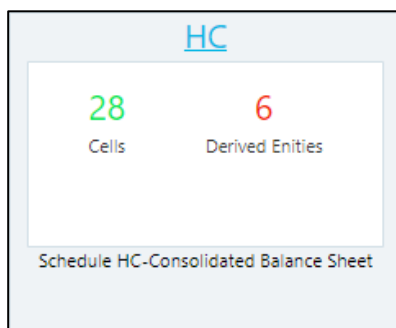 HC
28 6
Cells Derived Enities
Schedule HC-Consolidated Balance Sheet